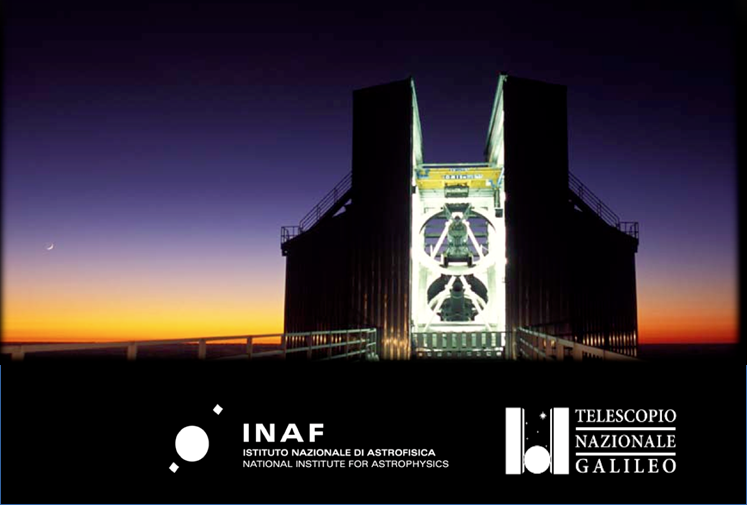 INAF
ISTITUTO NAZIONALE DI ASTROFISICA
NATIONAL INSTITUTE FOR ASTROPHYSICS
TELESCOPIO
NAZIONALE
GALILEO